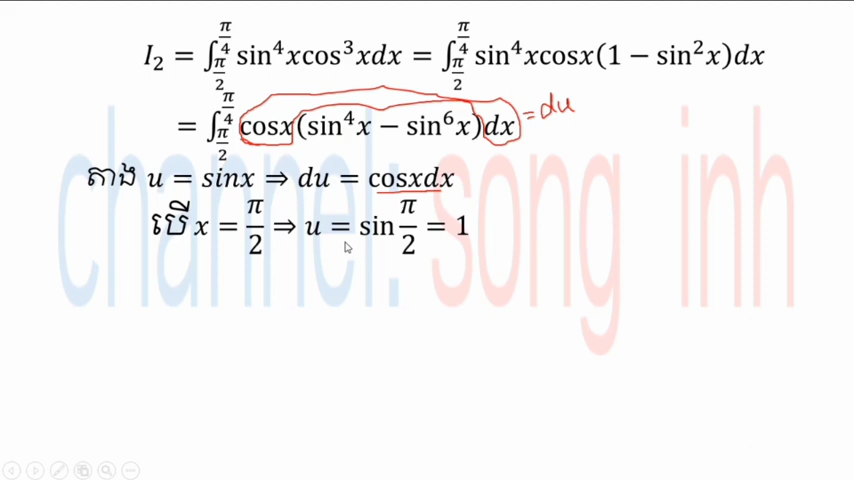 I₂ = ∫_{π/2}^{π/4} sin⁴xcos³xdx = ∫_{π/2}^{π/4} sin⁴xcosx(1 − sin²x)dx
= ∫_{π/2}^{π/4} cosx(sin⁴x − sin⁶x)dx = du
តាង u = sinx ⇒ du = cosxdx
បើ x = π/2 ⇒ u = sin π/2 = 1
channel: song inh